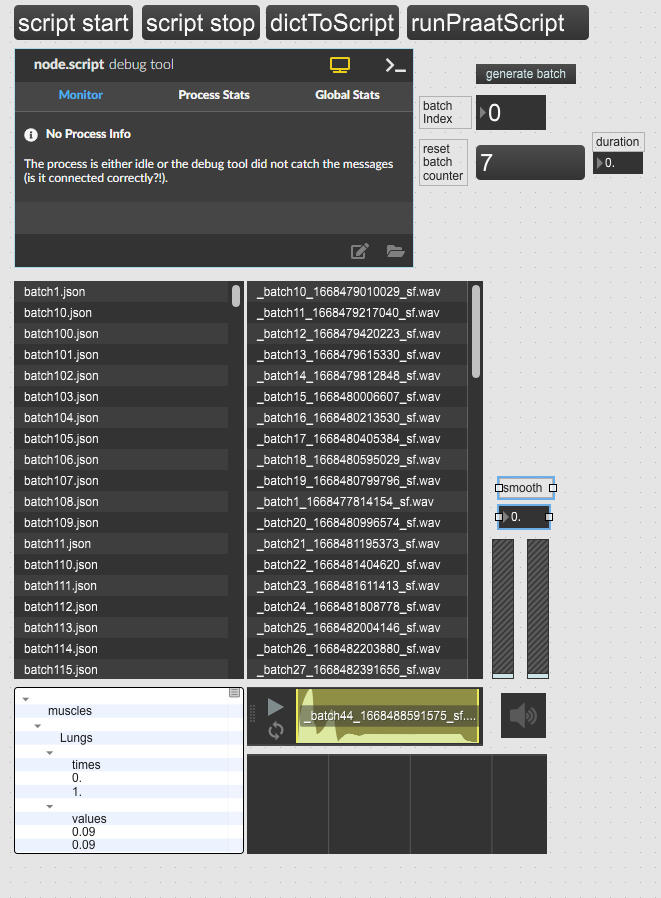 script start
script stop
dictToScript
runPraatScript
node.script debug tool
Monitor
Process Stats
Global Stats
No Process Info
The process is either idle or the debug tool did not catch the messages
(is it connected correctly?!).
generate batch
batch
Index
0
reset
batch
counter
7
duration
0.
batch1.json
batch10.json
batch100.json
batch101.json
batch102.json
batch103.json
batch104.json
batch105.json
batch106.json
batch107.json
batch108.json
batch109.json
batch11.json
batch110.json
batch111.json
batch112.json
batch113.json
batch114.json
batch115.json
_batch10_1668479010029_sf.wav
_batch11_1668479217040_sf.wav
_batch12_1668479420223_sf.wav
_batch13_1668479615330_sf.wav
_batch14_1668479812848_sf.wav
_batch15_1668480006607_sf.wav
_batch16_1668480213530_sf.wav
_batch17_1668480405384_sf.wav
_batch18_1668480595029_sf.wav
_batch19_1668480799796_sf.wav
_batch1_1668477814154_sf.wav
_batch20_1668480996574_sf.wav
_batch21_1668481195373_sf.wav
_batch22_1668481404620_sf.wav
_batch23_1668481611413_sf.wav
_batch24_1668481808778_sf.wav
_batch25_1668482004146_sf.wav
_batch26_1668482203880_sf.wav
_batch27_1668482391656_sf.wav
smooth
0.
muscles
Lungs
times
0.
1.
values
0.09
0.09
_batch44_1668488591575_sf....